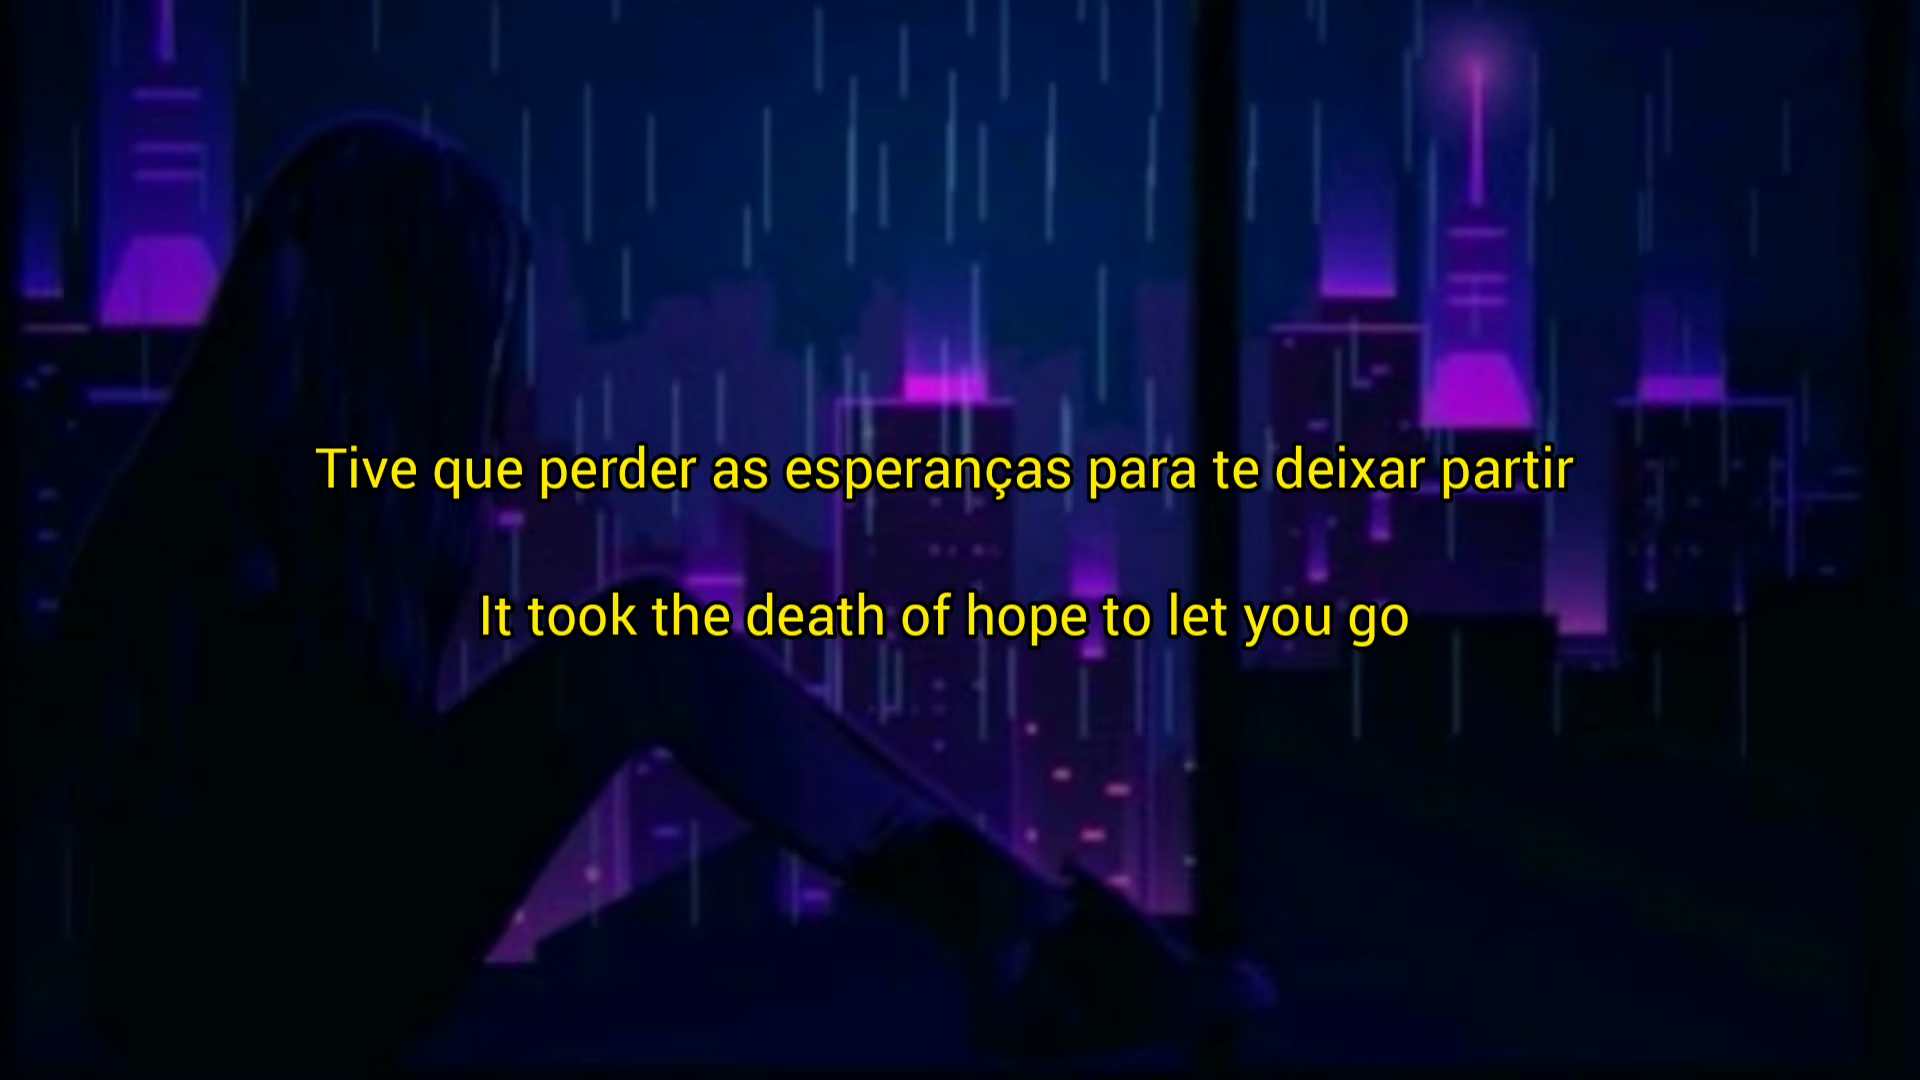 Tive que perder as esperanças para te deixar partir
It took the death of hope to let you go